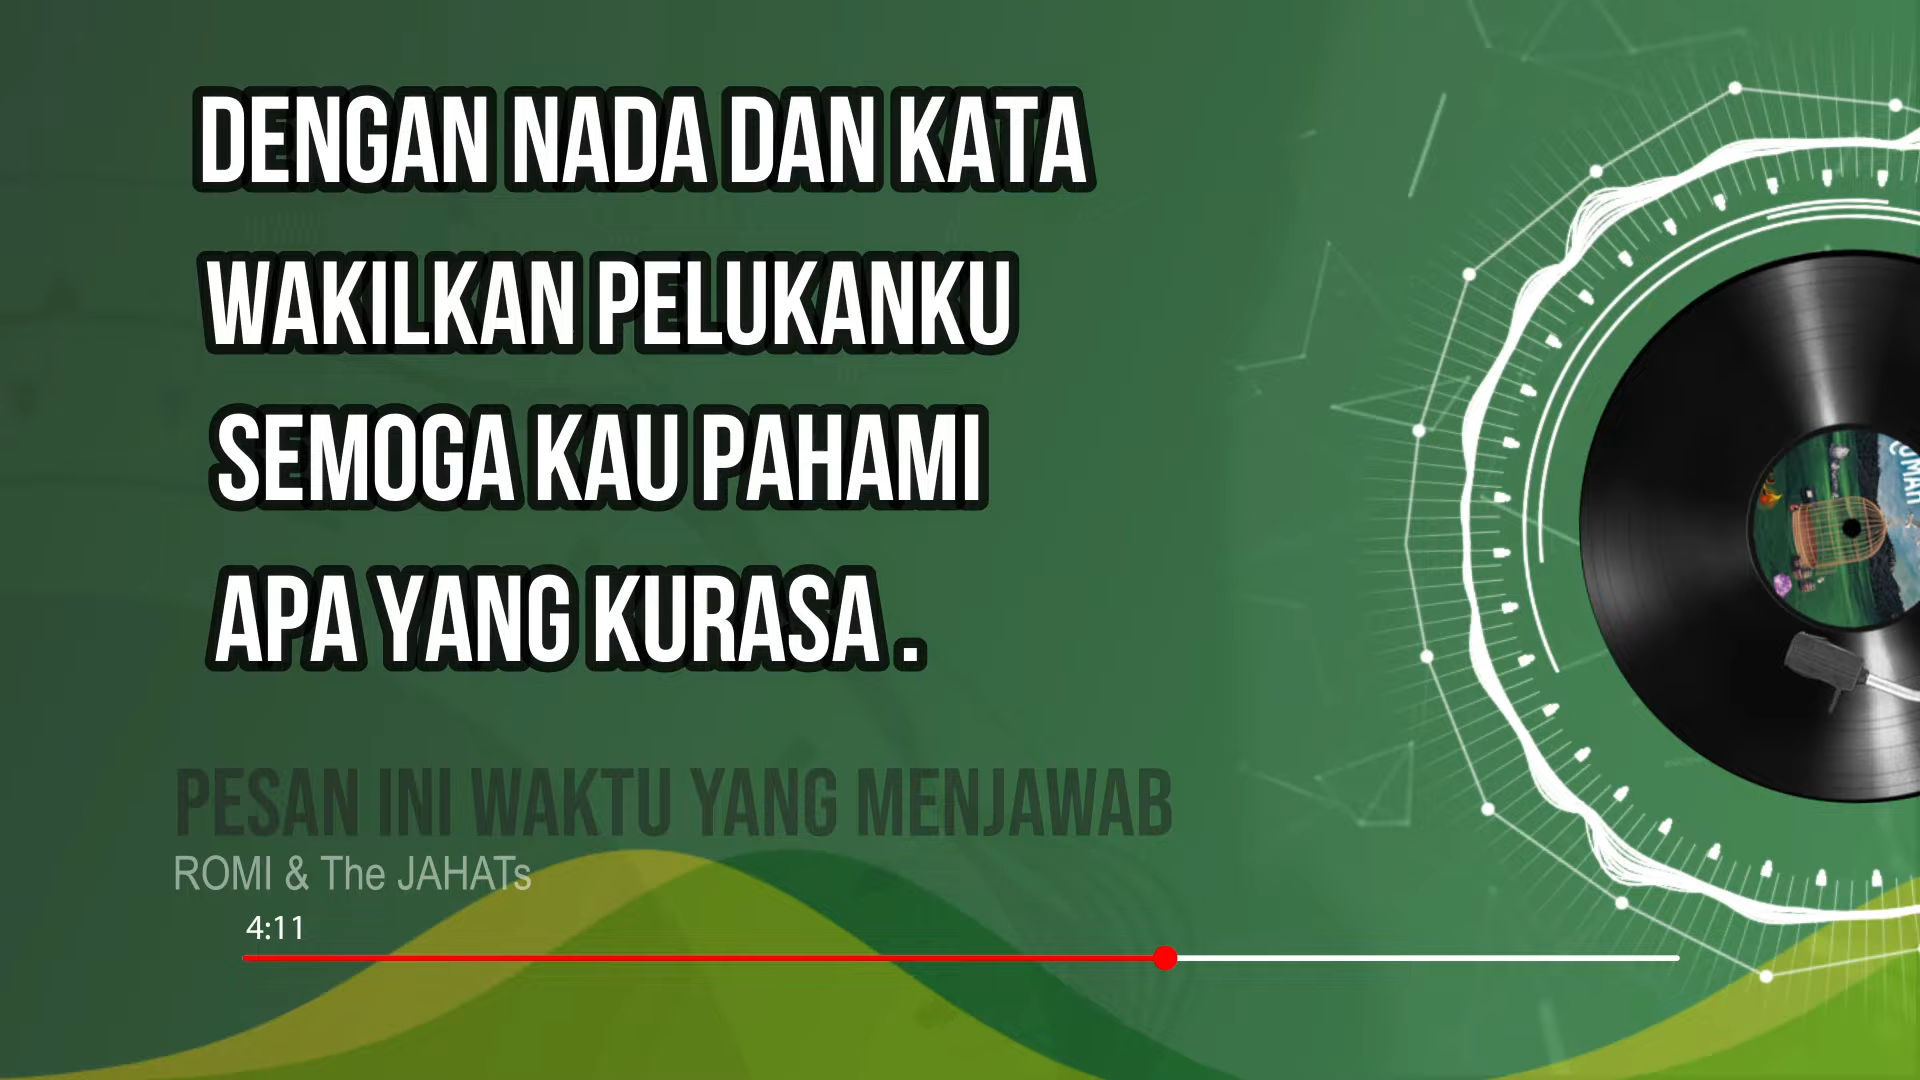 DENGAN NADA DAN KATA
WAKILKAN PELUKANKU
SEMOGA KAU PAHAMI
APA YANG KURASA .
PESAN INI WAKTU YANG MENJAWAB
ROMI & The JAHATs
4:11